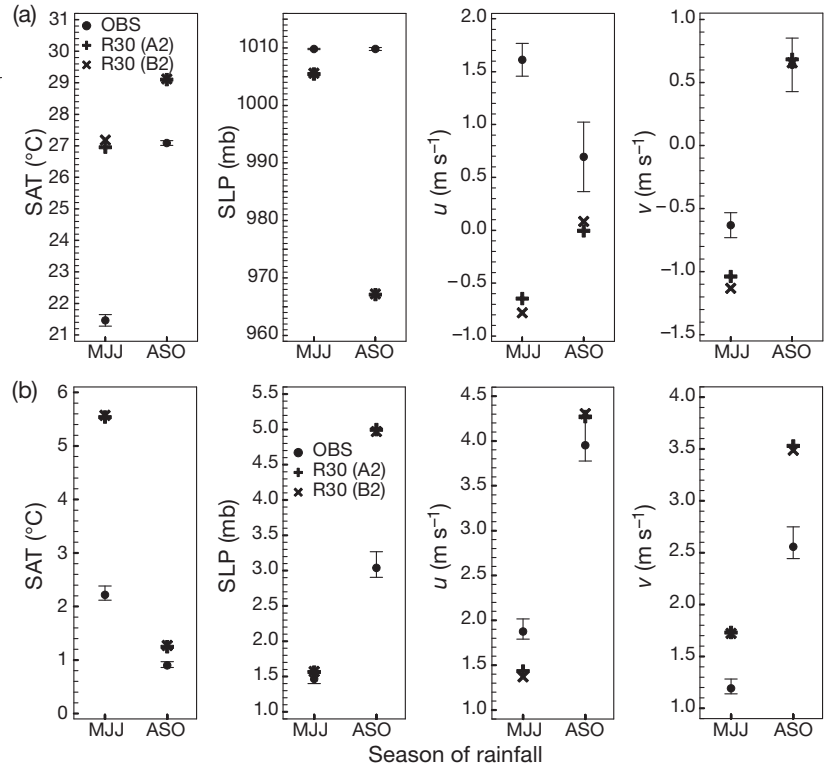 (a)
SAT (°C)
31
30
29
28
27
26
25
24
23
22
21
OBS
R30 (A2)
R30 (B2)
MJJ ASO
SLP (mb)
1010
1000
990
980
970
960
MJJ ASO
u (m s⁻¹)
2.0
1.5
1.0
0.5
0.0
−0.5
−1.0
MJJ ASO
v (m s⁻¹)
1.0
0.5
0.0
−0.5
−1.0
−1.5
MJJ ASO
(b)
SAT (°C)
6
5
4
3
2
1
0
MJJ ASO
SLP (mb)
5.5
5.0
4.5
4.0
3.5
3.0
2.5
2.0
1.5
1.0
OBS
R30 (A2)
R30 (B2)
MJJ ASO
u (m s⁻¹)
4.5
4.0
3.5
3.0
2.5
2.0
1.5
1.0
MJJ ASO
v (m s⁻¹)
4.0
3.5
3.0
2.5
2.0
1.5
1.0
MJJ ASO
Season of rainfall